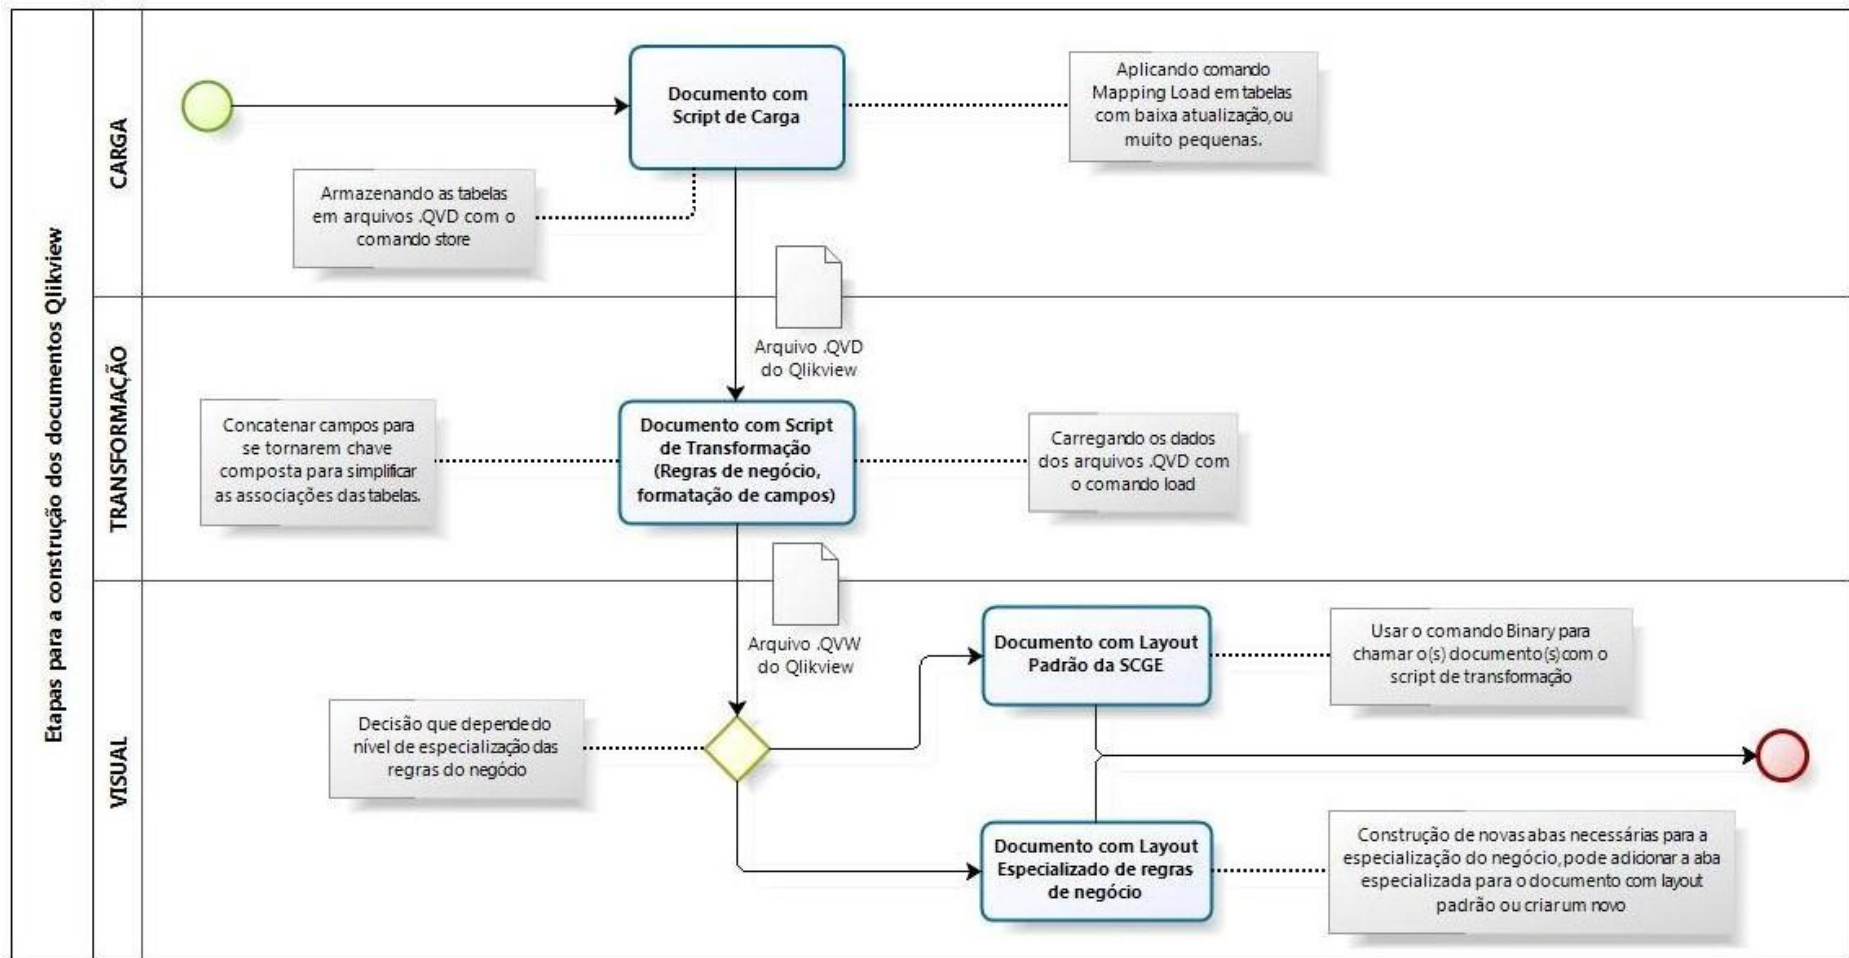 Etapas para a construção dos documentos Qlikview
CARGA
Documento com
Script de Carga
Aplicando comando
Mapping Load em tabelas
com baixa atualização, ou
muito pequenas.
Armazenando as tabelas
em arquivos .QVD com o
comando store
Arquivo .QVD
do Qlikview
TRANSFORMAÇÃO
Concatenar campos para
se tornarem chave
composta para simplificar
as associações das tabelas.
Documento com Script
de Transformação
(Regras de negócio,
formatação de campos)
Carregando os dados
dos arquivos .QVD com
o comando load
Arquivo .QVW
do Qlikview
VISUAL
Decisão que depende do
nível de especialização das
regras do negócio
Documento com Layout
Padrão da SCGE
Usar o comando Binary para
chamar o(s) documento(s) com o
script de transformação
Documento com Layout
Especializado de regras
de negócio
Construção de novas abas necessárias para a
especialização do negócio, pode adicionar a aba
especializada para o documento com layout
padrão ou criar um novo